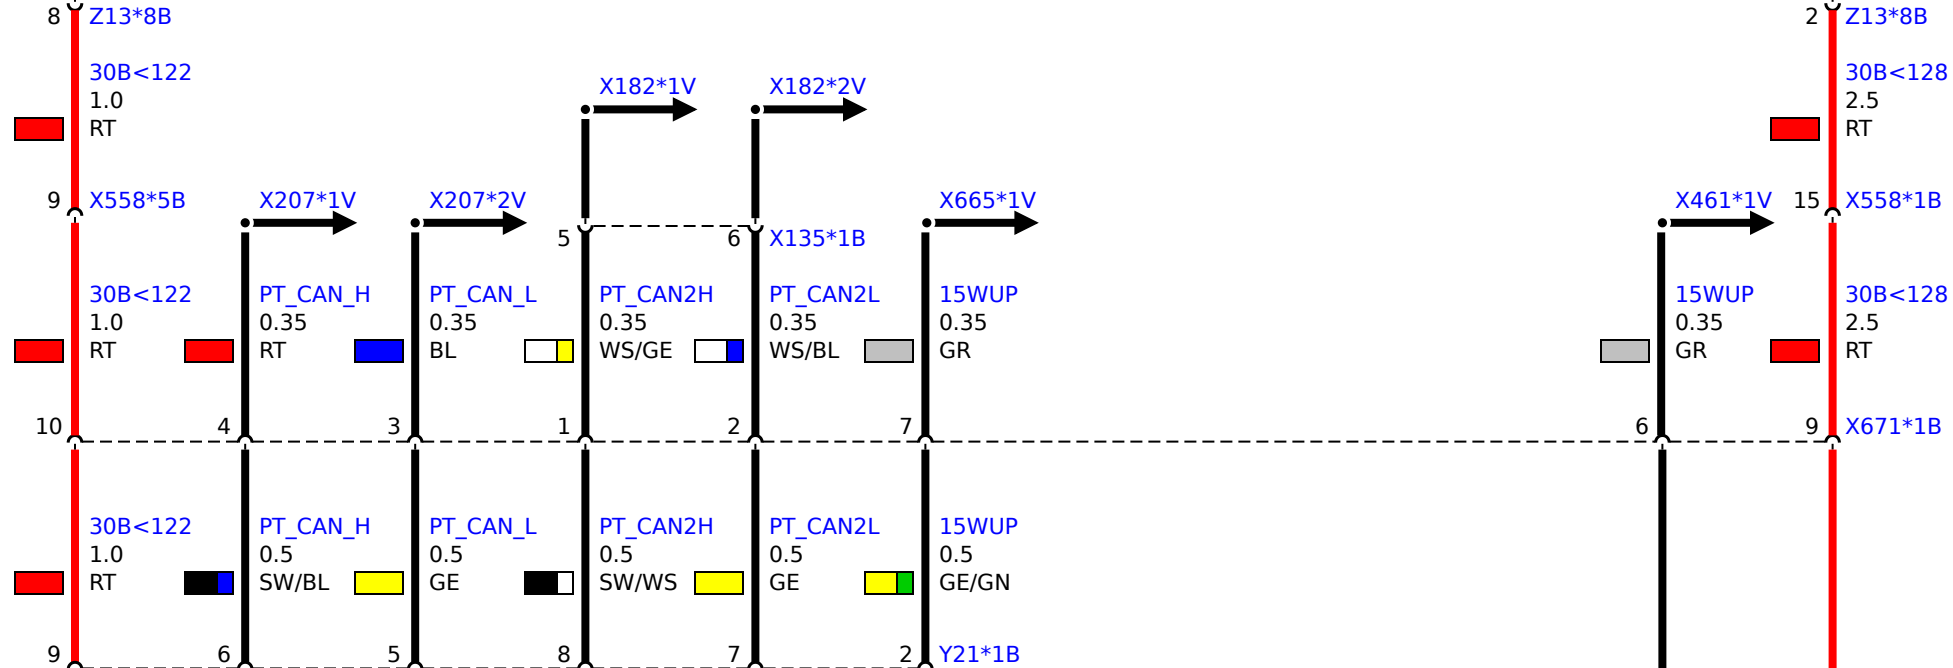 8 Z13*8B 2 Z13*8B
30B<122 30B<128
1.0 X182*1V X182*2V 2.5
RT RT
9 X558*5B X207*1V X207*2V X665*1V X461*1V 15 X558*1B
5 6 X135*1B
30B<122 PT_CAN_H PT_CAN_L PT_CAN2H PT_CAN2L 15WUP 15WUP 30B<128
1.0 0.35 0.35 0.35 0.35 0.35 0.35 2.5
RT RT BL WS/GE WS/BL GR GR RT
10 4 3 1 2 7 6 9 X671*1B
30B<122 PT_CAN_H PT_CAN_L PT_CAN2H PT_CAN2L 15WUP
1.0 0.5 0.5 0.5 0.5 0.5
RT SW/BL GE SW/WS GE GE/GN
9 6 5 8 7 2 Y21*1B